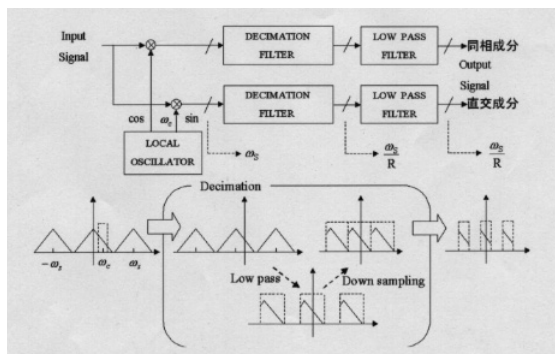 Input
Signal
DECIMATION
FILTER
LOW PASS
FILTER
同相成分
Output
Signal
DECIMATION
FILTER
LOW PASS
FILTER
直交成分
cos
ω_c
sin
LOCAL
OSCILLATOR
ω_S
ω_S
R
ω_S
R
Decimation
-ω_s
ω_c
ω_s
Low pass
Down sampling